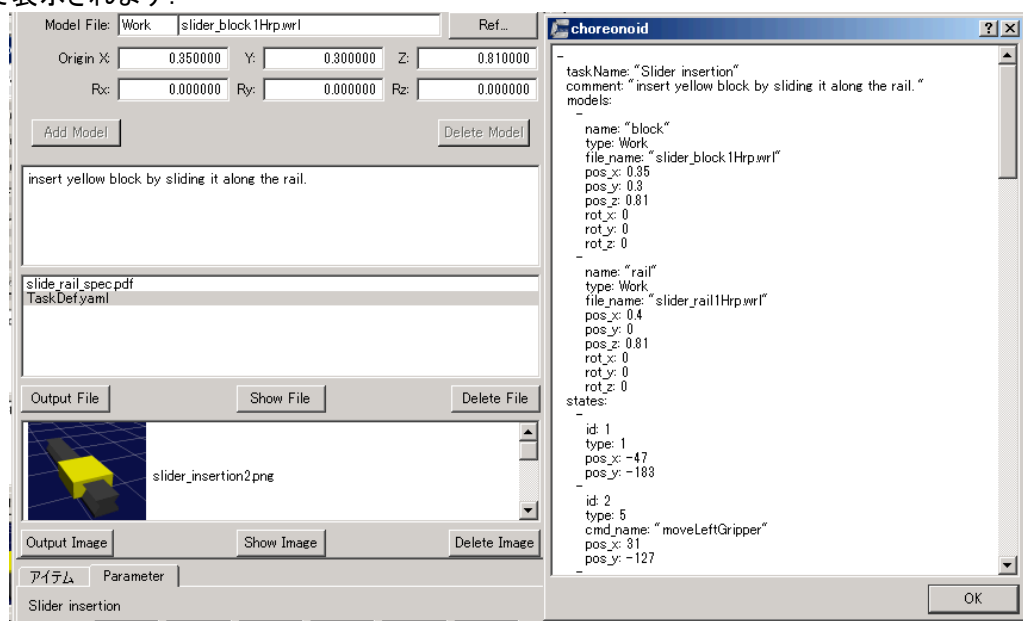 表示されます.
Model File: Work slider_block1Hrp.wrl Ref...
Origin X: 0.350000 Y: 0.300000 Z: 0.810000
Rx: 0.000000 Ry: 0.000000 Rz: 0.000000
Add Model Delete Model
insert yellow block by sliding it along the rail.
slide_rail_spec.pdf
TaskDef.yaml
Output File Show File Delete File
slider_insertion2.png
Output Image Show Image Delete Image
アイテム Parameter
Slider insertion
choreonoid
-
taskName: "Slider insertion"
comment: "insert yellow block by sliding it along the rail. "
models:
-
name: "block"
type: Work
file_name: "slider_block1Hrp.wrl"
pos_x: 0.35
pos_y: 0.3
pos_z: 0.81
rot_x: 0
rot_y: 0
rot_z: 0
-
name: "rail"
type: Work
file_name: "slider_rail1Hrp.wrl"
pos_x: 0.4
pos_y: 0
pos_z: 0.81
rot_x: 0
rot_y: 0
rot_z: 0
states:
-
id: 1
type: 1
pos_x: -47
pos_y: -183
-
id: 2
type: 5
cmd_name: "moveLeftGripper"
pos_x: 31
pos_y: -127
-
OK